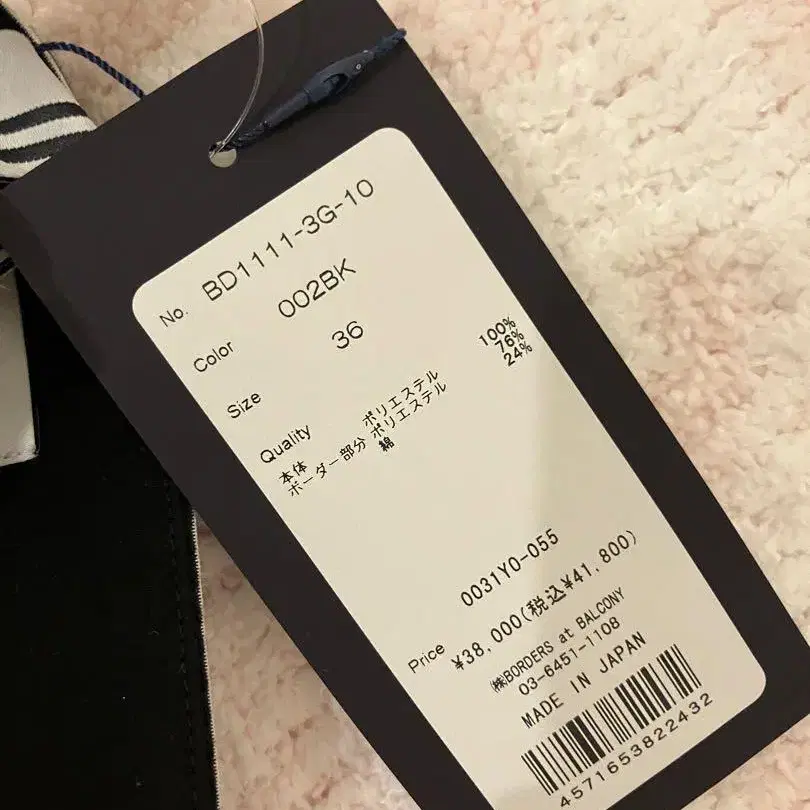 No. BD1111-3G-10
Color 002BK
Size 36
Quality
本体 ポリエステル 100%
ボーダー部分 ポリエステル 76%
綿 24%
0031Y0-055
Price ¥38,000(税込¥41,800)
㈱BORDERS at BALCONY
03-6451-1108
MADE IN JAPAN
4571653822432